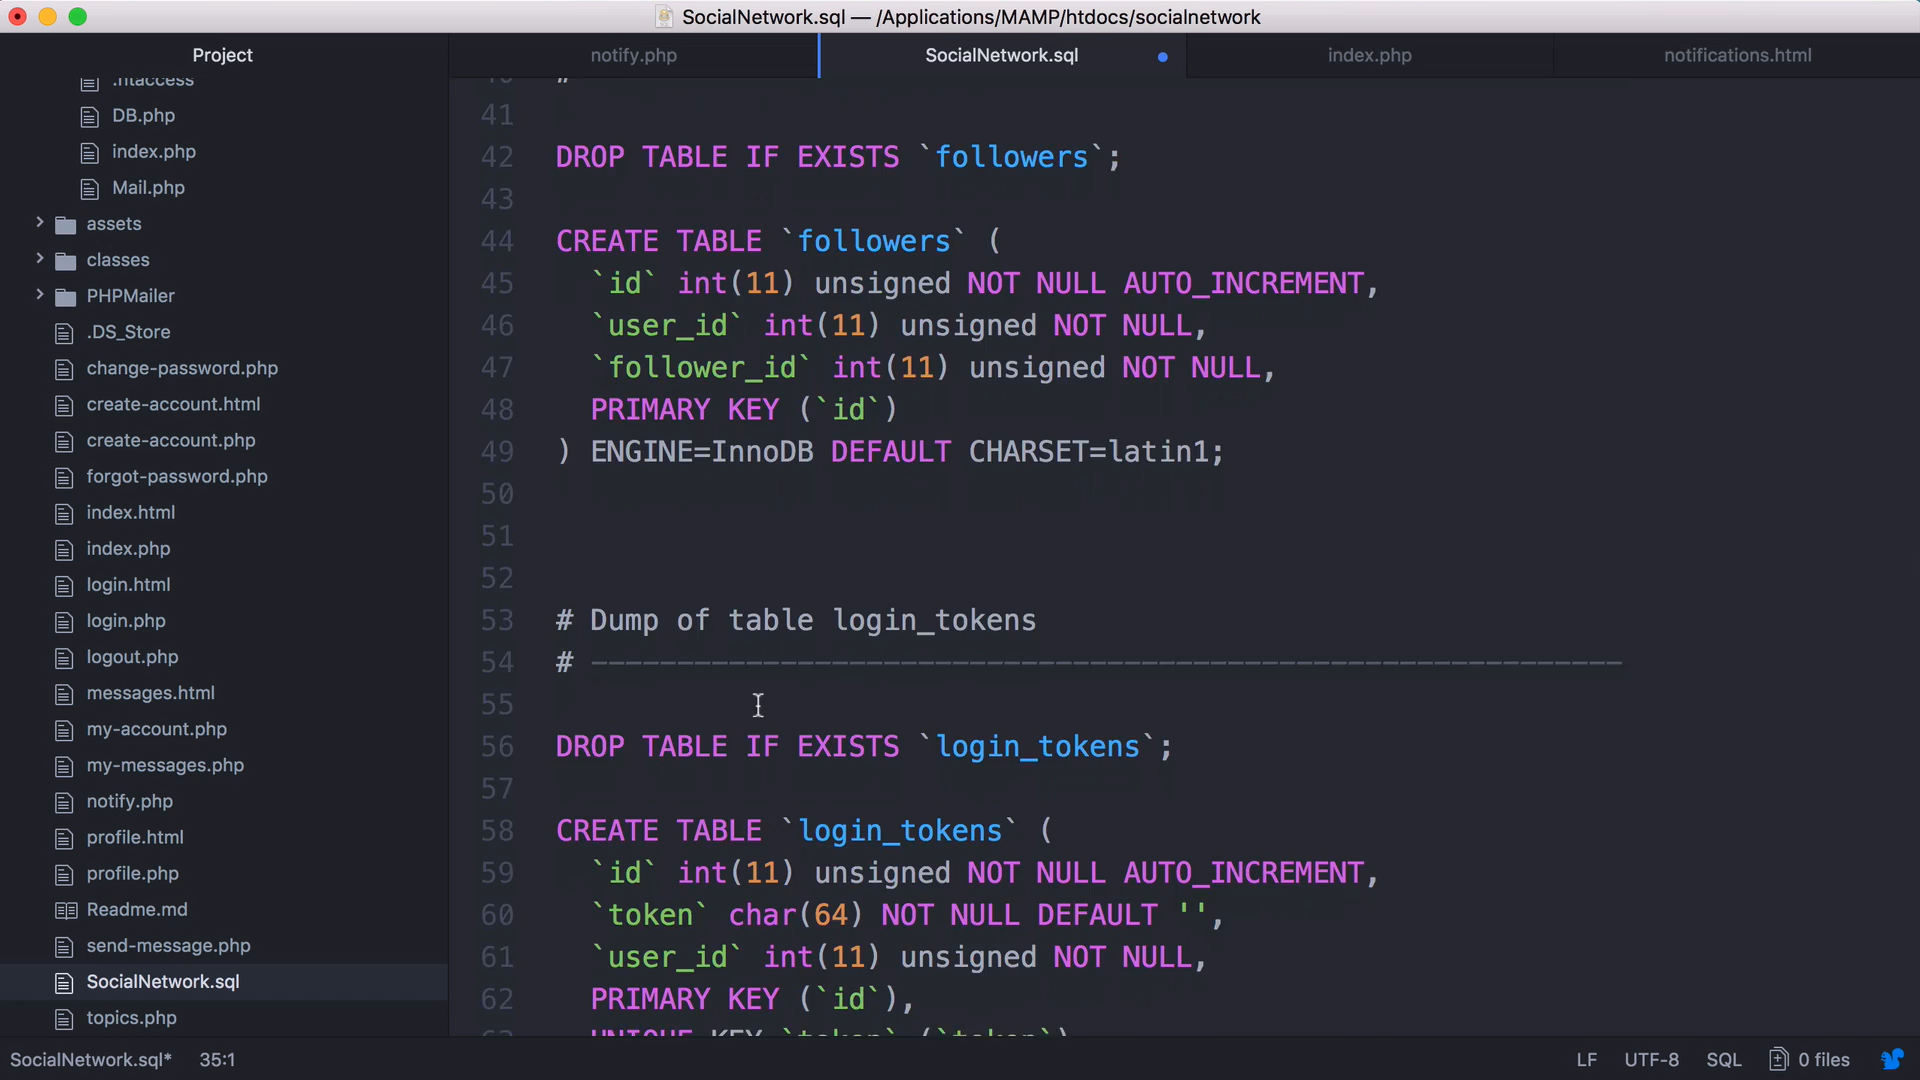 SocialNetwork.sql — /Applications/MAMP/htdocs/socialnetwork
Project
notify.php
SocialNetwork.sql
index.php
notifications.html
.htaccess
DB.php
index.php
Mail.php
assets
classes
PHPMailer
.DS_Store
change-password.php
create-account.html
create-account.php
forgot-password.php
index.html
index.php
login.html
login.php
logout.php
messages.html
my-account.php
my-messages.php
notify.php
profile.html
profile.php
Readme.md
send-message.php
SocialNetwork.sql
topics.php
40 #
41
42 DROP TABLE IF EXISTS `followers`;
43
44 CREATE TABLE `followers` (
45 `id` int(11) unsigned NOT NULL AUTO_INCREMENT,
46 `user_id` int(11) unsigned NOT NULL,
47 `follower_id` int(11) unsigned NOT NULL,
48 PRIMARY KEY (`id`)
49 ) ENGINE=InnoDB DEFAULT CHARSET=latin1;
50
51
52
53 # Dump of table login_tokens
54 # ------------------------------------------------------------
55
56 DROP TABLE IF EXISTS `login_tokens`;
57
58 CREATE TABLE `login_tokens` (
59 `id` int(11) unsigned NOT NULL AUTO_INCREMENT,
60 `token` char(64) NOT NULL DEFAULT '',
61 `user_id` int(11) unsigned NOT NULL,
62 PRIMARY KEY (`id`),
63 UNIQUE KEY `token` (`token`)
SocialNetwork.sql* 35:1
LF UTF-8 SQL 0 files